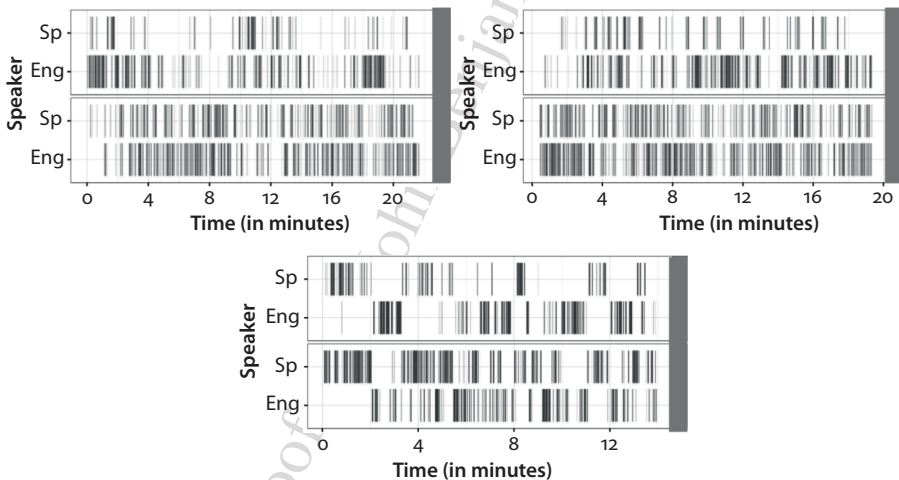 Speaker
Sp
Eng
Sp
Eng
0 4 8 12 16 20
Time (in minutes)
Speaker
Sp
Eng
Sp
Eng
0 4 8 12 16 20
Time (in minutes)
Speaker
Sp
Eng
Sp
Eng
0 4 8 12
Time (in minutes)